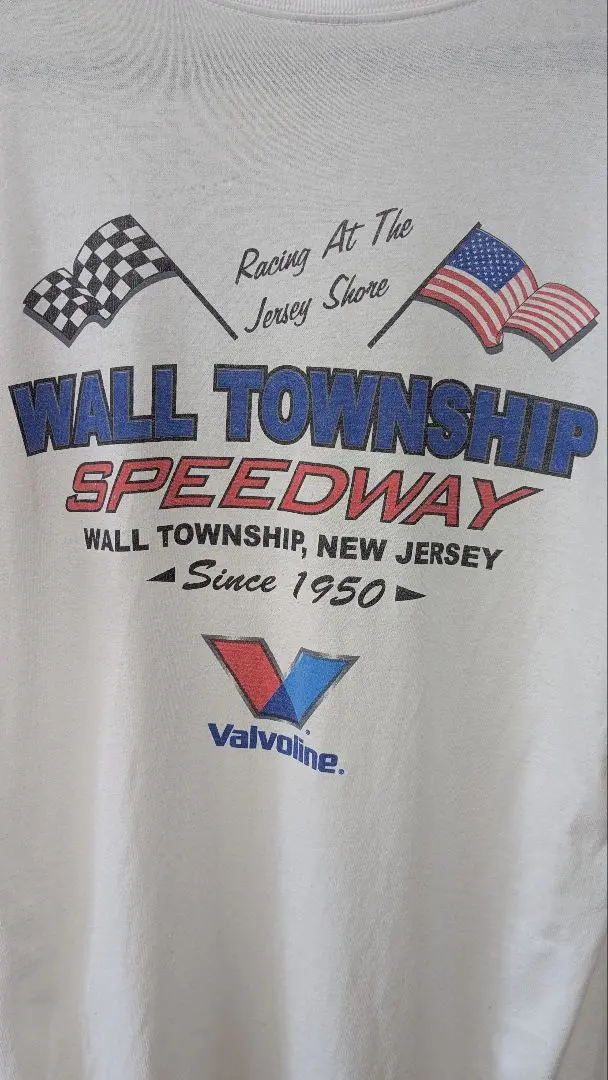 Racing At The
Jersey Shore
WALL TOWNSHIP
SPEEDWAY
WALL TOWNSHIP, NEW JERSEY
Since 1950
Valvoline®